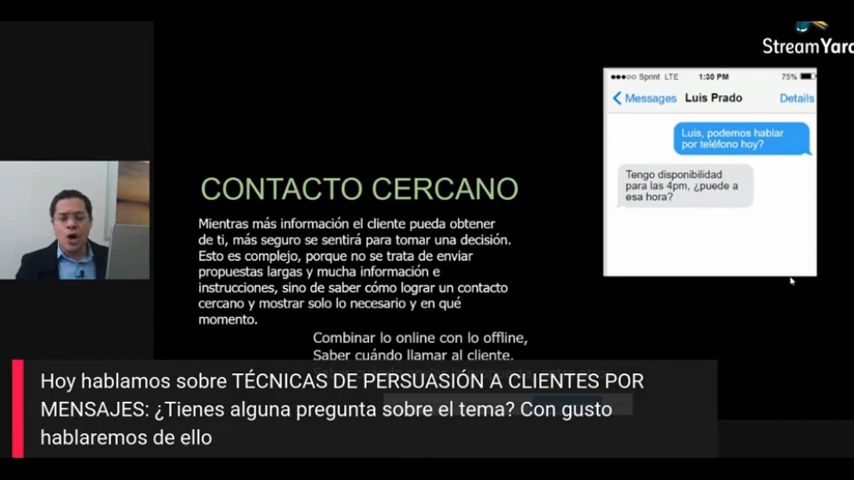 StreamYard
Sprint LTE 1:30 PM 75%
Messages Luis Prado Details
Luis, podemos hablar
por teléfono hoy?
Tengo disponibilidad
para las 4pm, ¿puede a
esa hora?
CONTACTO CERCANO
Mientras más información el cliente pueda obtener
de ti, más seguro se sentirá para tomar una decisión.
Esto es complejo, porque no se trata de enviar
propuestas largas y mucha información e
instrucciones, sino de saber cómo lograr un contacto
cercano y mostrar solo lo necesario y en qué
momento.
Combinar lo online con lo offline,
Saber cuándo llamar al cliente,
Hoy hablamos sobre TÉCNICAS DE PERSUASIÓN A CLIENTES POR
MENSAJES: ¿Tienes alguna pregunta sobre el tema? Con gusto
hablaremos de ello